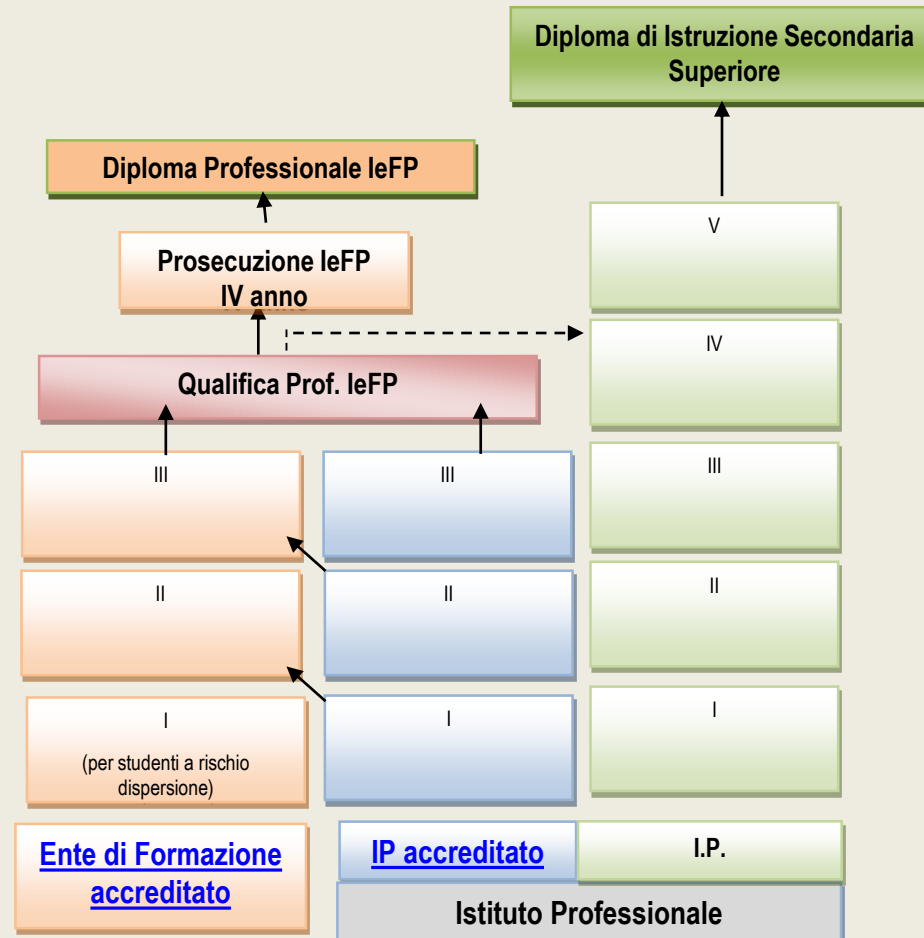 Diploma di Istruzione Secondaria
Superiore
Diploma Professionale IeFP
Prosecuzione IeFP
IV anno
V
IV
Qualifica Prof. IeFP
III
III
III
II
II
II
I
(per studenti a rischio
dispersione)
I
I
Ente di Formazione
accreditato
IP accreditato
I.P.
Istituto Professionale